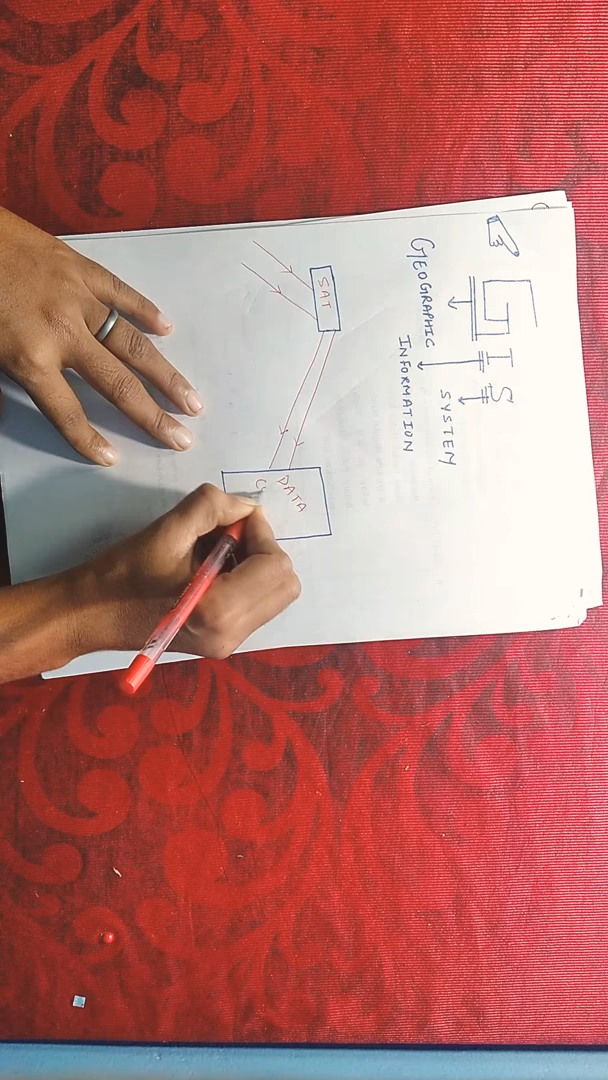 GIS
GEOGRAPHIC
INFORMATION
SYSTEM
SAT
DATA